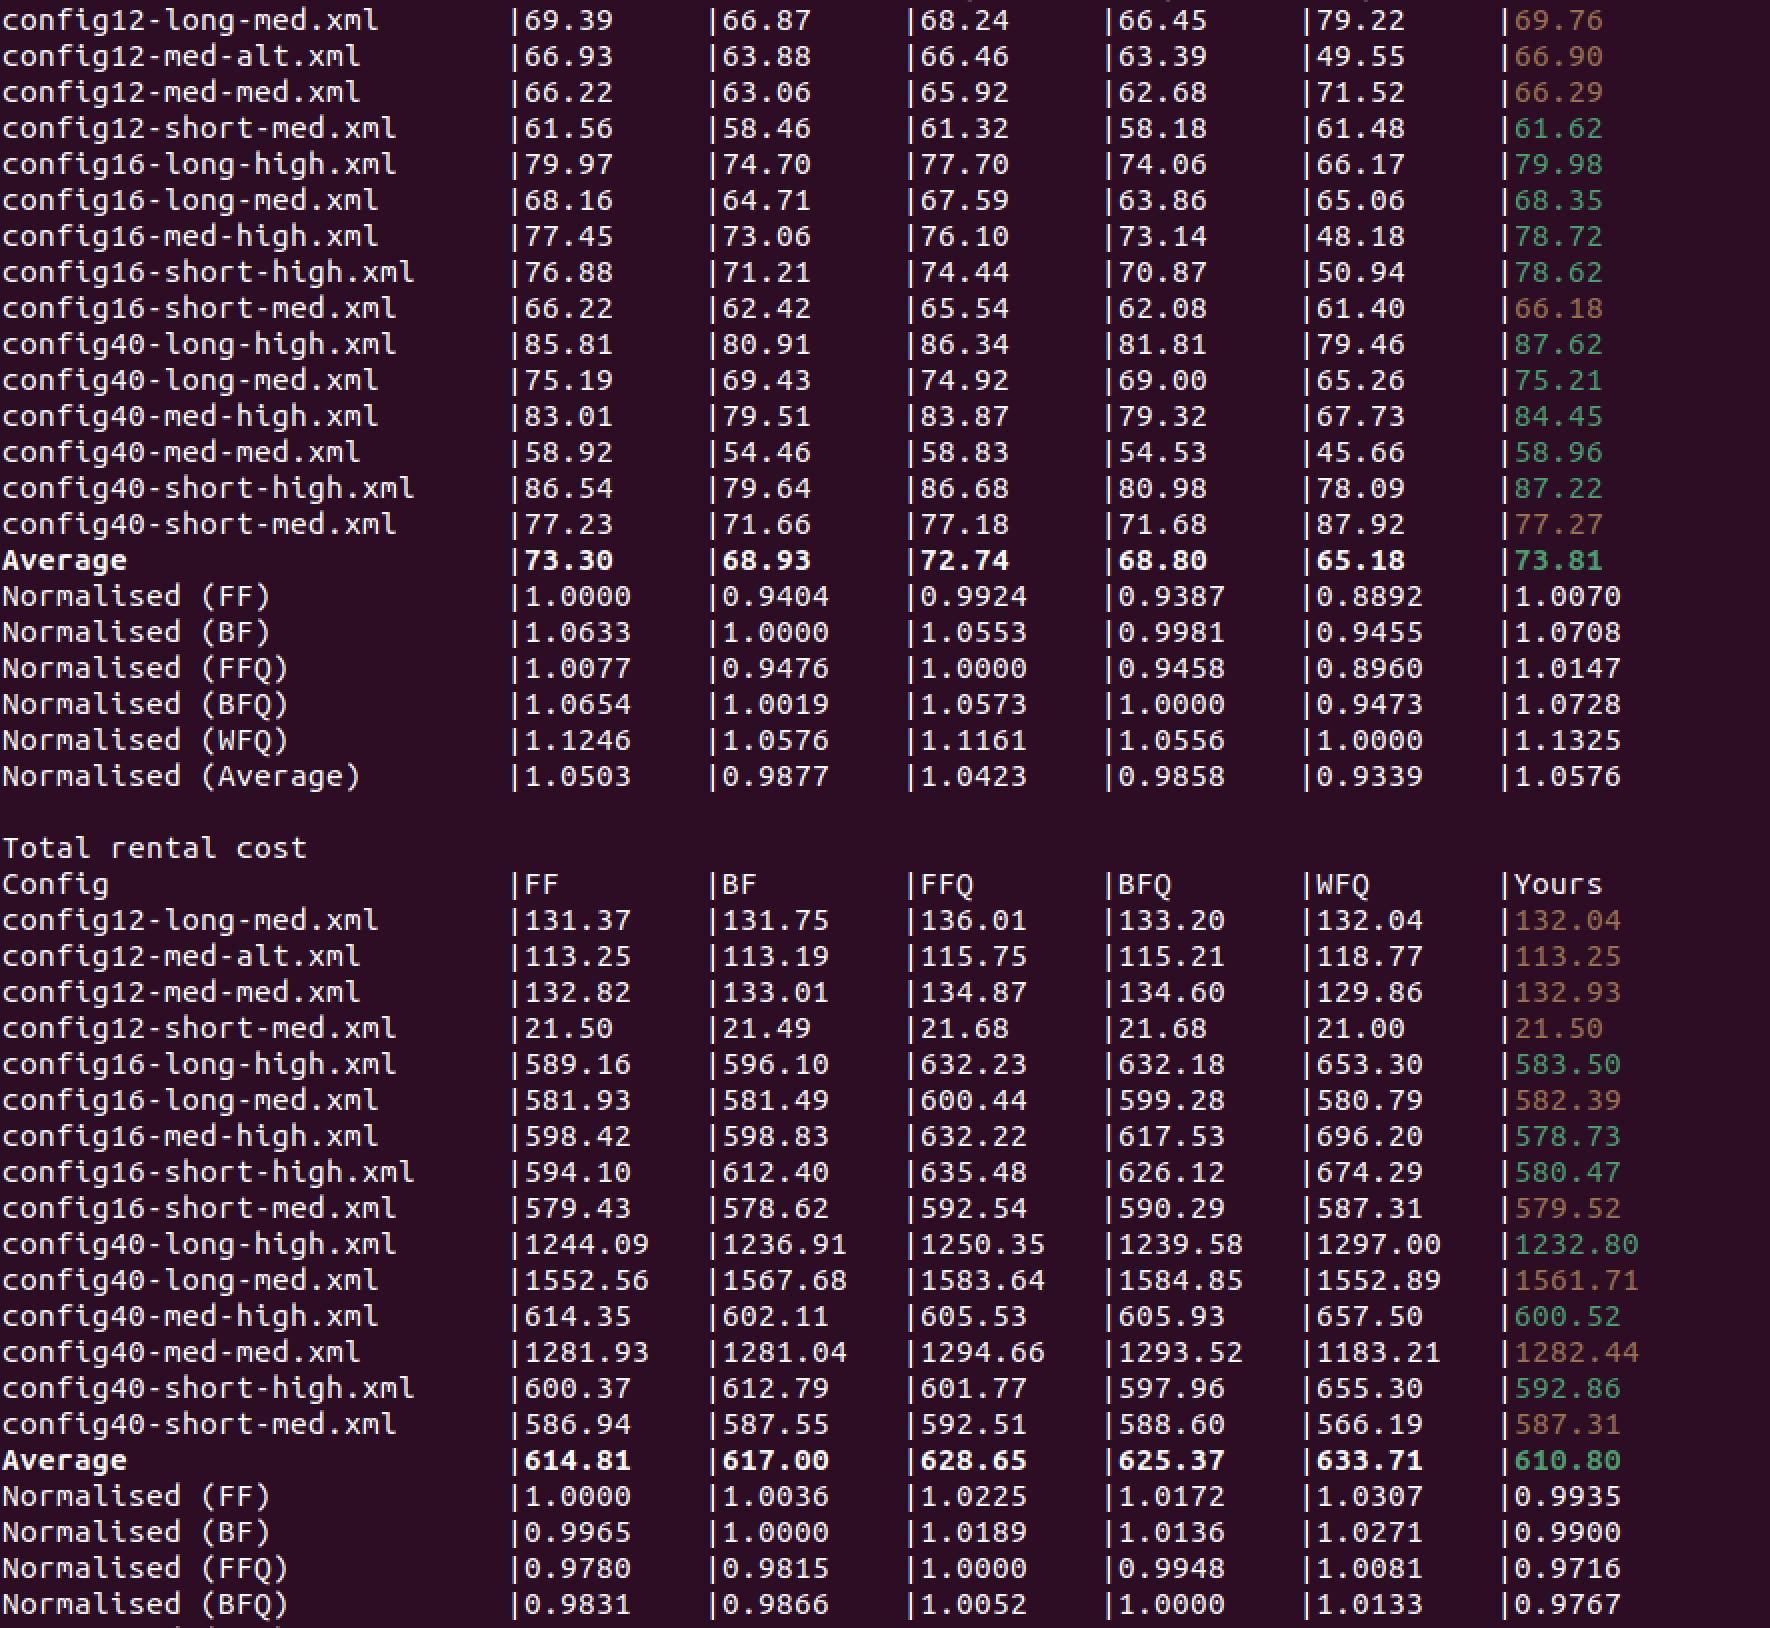 config12-long-med.xml |69.39 |66.87 |68.24 |66.45 |79.22 |69.76
config12-med-alt.xml |66.93 |63.88 |66.46 |63.39 |49.55 |66.90
config12-med-med.xml |66.22 |63.06 |65.92 |62.68 |71.52 |66.29
config12-short-med.xml |61.56 |58.46 |61.32 |58.18 |61.48 |61.62
config16-long-high.xml |79.97 |74.70 |77.70 |74.06 |66.17 |79.98
config16-long-med.xml |68.16 |64.71 |67.59 |63.86 |65.06 |68.35
config16-med-high.xml |77.45 |73.06 |76.10 |73.14 |48.18 |78.72
config16-short-high.xml |76.88 |71.21 |74.44 |70.87 |50.94 |78.62
config16-short-med.xml |66.22 |62.42 |65.54 |62.08 |61.40 |66.18
config40-long-high.xml |85.81 |80.91 |86.34 |81.81 |79.46 |87.62
config40-long-med.xml |75.19 |69.43 |74.92 |69.00 |65.26 |75.21
config40-med-high.xml |83.01 |79.51 |83.87 |79.32 |67.73 |84.45
config40-med-med.xml |58.92 |54.46 |58.83 |54.53 |45.66 |58.96
config40-short-high.xml |86.54 |79.64 |86.68 |80.98 |78.09 |87.22
config40-short-med.xml |77.23 |71.66 |77.18 |71.68 |87.92 |77.27
Average |73.30 |68.93 |72.74 |68.80 |65.18 |73.81
Normalised (FF) |1.0000 |0.9404 |0.9924 |0.9387 |0.8892 |1.0070
Normalised (BF) |1.0633 |1.0000 |1.0553 |0.9981 |0.9455 |1.0708
Normalised (FFQ) |1.0077 |0.9476 |1.0000 |0.9458 |0.8960 |1.0147
Normalised (BFQ) |1.0654 |1.0019 |1.0573 |1.0000 |0.9473 |1.0728
Normalised (WFQ) |1.1246 |1.0576 |1.1161 |1.0556 |1.0000 |1.1325
Normalised (Average) |1.0503 |0.9877 |1.0423 |0.9858 |0.9339 |1.0576
Total rental cost
Config |FF |BF |FFQ |BFQ |WFQ |Yours
config12-long-med.xml |131.37 |131.75 |136.01 |133.20 |132.04 |132.04
config12-med-alt.xml |113.25 |113.19 |115.75 |115.21 |118.77 |113.25
config12-med-med.xml |132.82 |133.01 |134.87 |134.60 |129.86 |132.93
config12-short-med.xml |21.50 |21.49 |21.68 |21.68 |21.00 |21.50
config16-long-high.xml |589.16 |596.10 |632.23 |632.18 |653.30 |583.50
config16-long-med.xml |581.93 |581.49 |600.44 |599.28 |580.79 |582.39
config16-med-high.xml |598.42 |598.83 |632.22 |617.53 |696.20 |578.73
config16-short-high.xml |594.10 |612.40 |635.48 |626.12 |674.29 |580.47
config16-short-med.xml |579.43 |578.62 |592.54 |590.29 |587.31 |579.52
config40-long-high.xml |1244.09 |1236.91 |1250.35 |1239.58 |1297.00 |1232.80
config40-long-med.xml |1552.56 |1567.68 |1583.64 |1584.85 |1552.89 |1561.71
config40-med-high.xml |614.35 |602.11 |605.53 |605.93 |657.50 |600.52
config40-med-med.xml |1281.93 |1281.04 |1294.66 |1293.52 |1183.21 |1282.44
config40-short-high.xml |600.37 |612.79 |601.77 |597.96 |655.30 |592.86
config40-short-med.xml |586.94 |587.55 |592.51 |588.60 |566.19 |587.31
Average |614.81 |617.00 |628.65 |625.37 |633.71 |610.80
Normalised (FF) |1.0000 |1.0036 |1.0225 |1.0172 |1.0307 |0.9935
Normalised (BF) |0.9965 |1.0000 |1.0189 |1.0136 |1.0271 |0.9900
Normalised (FFQ) |0.9780 |0.9815 |1.0000 |0.9948 |1.0081 |0.9716
Normalised (BFQ) |0.9831 |0.9866 |1.0052 |1.0000 |1.0133 |0.9767